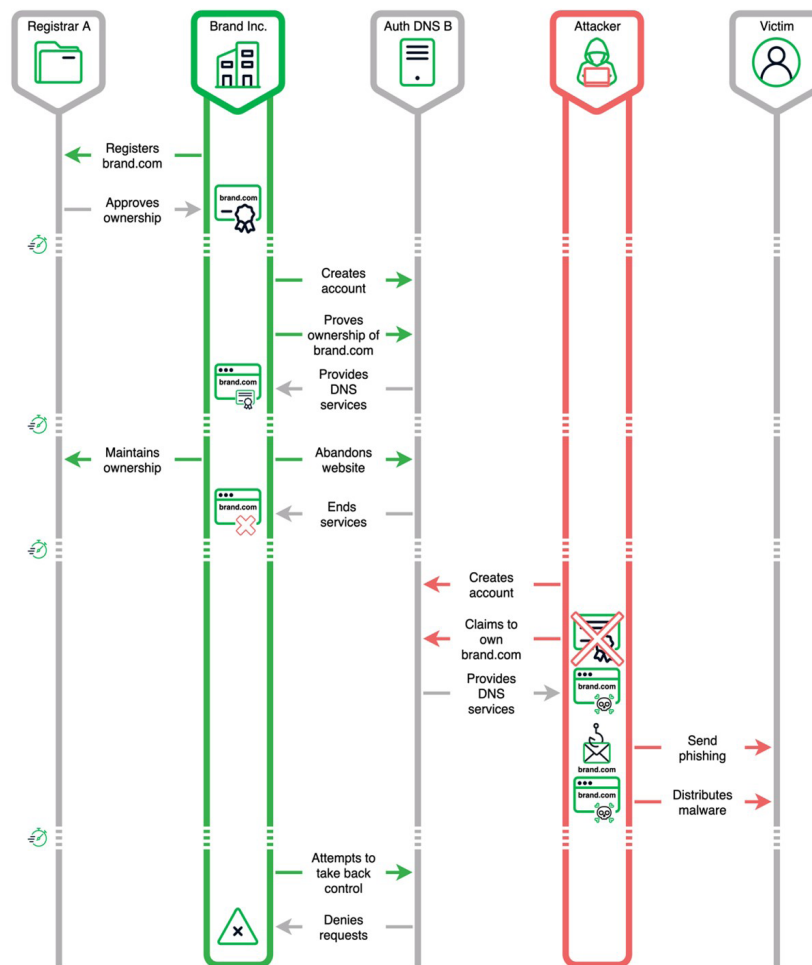 Registrar A
Brand Inc.
Auth DNS B
Attacker
Victim
Registers
brand.com
Approves
ownership
brand.com
Creates
account
Proves
ownership of
brand.com
brand.com
Provides
DNS
services
Maintains
ownership
Abandons
website
brand.com
Ends
services
Creates
account
Claims to
own
brand.com
Provides
DNS
services
brand.com
Send
phishing
brand.com
brand.com
Distributes
malware
Attempts to
take back
control
Denies
requests